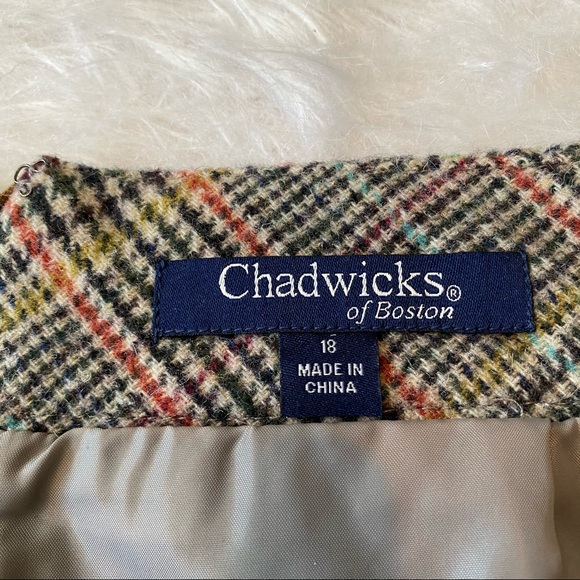 Chadwicks®
of Boston
18
MADE IN
CHINA